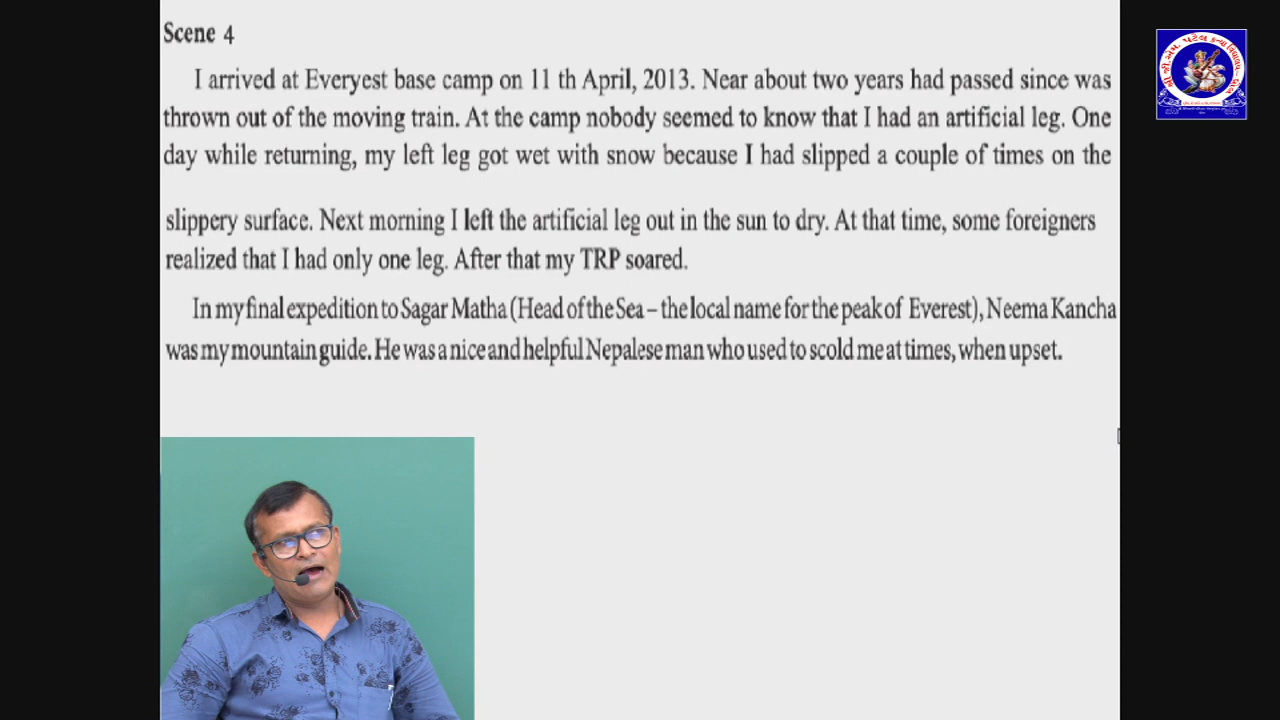 Scene 4
I arrived at Everyest base camp on 11 th April, 2013. Near about two years had passed since was
thrown out of the moving train. At the camp nobody seemed to know that I had an artificial leg. One
day while returning, my left leg got wet with snow because I had slipped a couple of times on the
slippery surface. Next morning I left the artificial leg out in the sun to dry. At that time, some foreigners
realized that I had only one leg. After that my TRP soared.
In my final expedition to Sagar Matha (Head of the Sea – the local name for the peak of Everest), Neema Kancha
was my mountain guide. He was a nice and helpful Nepalese man who used to scold me at times, when upset.